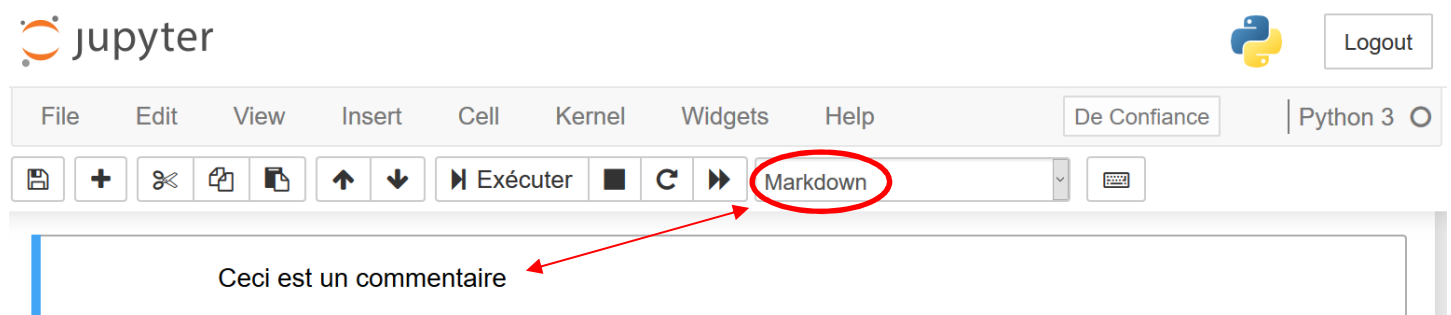 jupyter
Logout
File Edit View Insert Cell Kernel Widgets Help De Confiance Python 3
Exécuter Markdown
Ceci est un commentaire